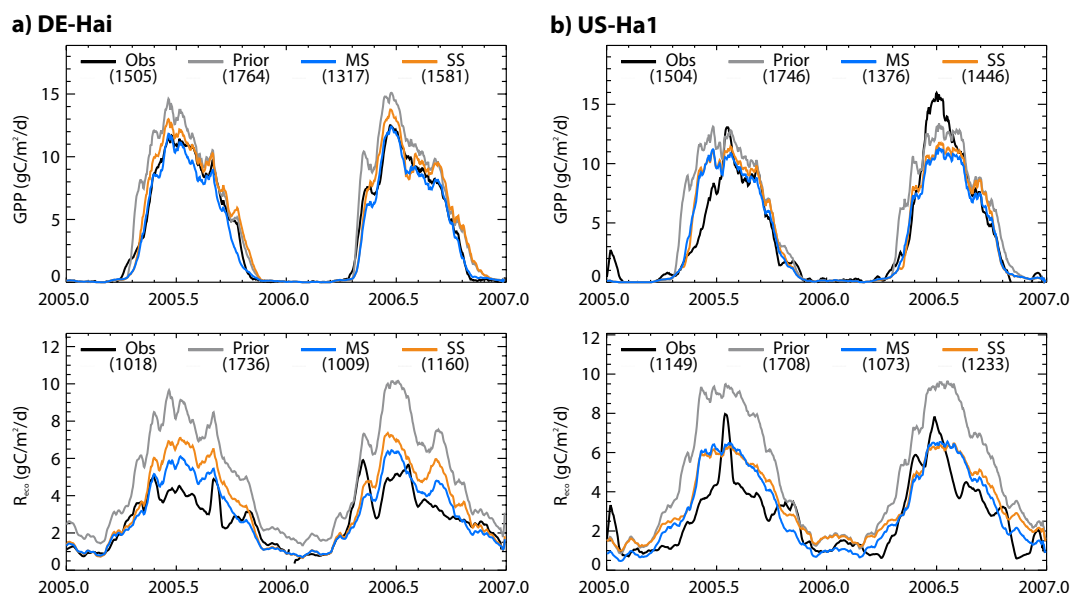 a) DE-Hai
b) US-Ha1
Obs Prior MS SS
(1505) (1764) (1317) (1581)
15
10
5
0
GPP (gC/m²/d)
2005.0 2005.5 2006.0 2006.5 2007.0
Obs Prior MS SS
(1504) (1746) (1376) (1446)
15
10
5
0
GPP (gC/m²/d)
2005.0 2005.5 2006.0 2006.5 2007.0
Obs Prior MS SS
(1018) (1736) (1009) (1160)
12
10
8
6
4
2
0
Reco (gC/m²/d)
2005.0 2005.5 2006.0 2006.5 2007.0
Obs Prior MS SS
(1149) (1708) (1073) (1233)
12
10
8
6
4
2
0
Reco (gC/m²/d)
2005.0 2005.5 2006.0 2006.5 2007.0